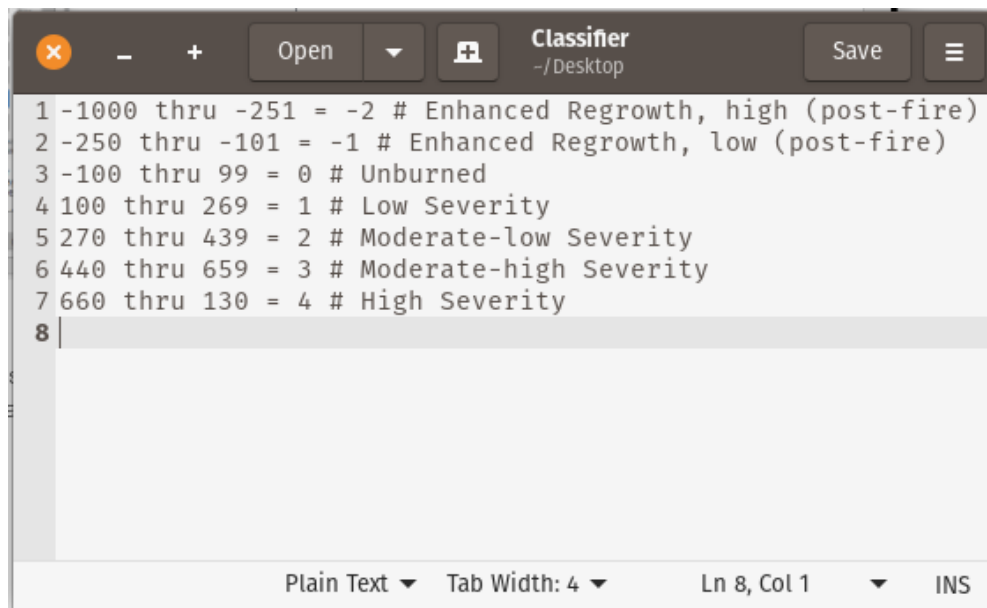 Open
Classifier
~/Desktop
Save
1 -1000 thru -251 = -2 # Enhanced Regrowth, high (post-fire)
2 -250 thru -101 = -1 # Enhanced Regrowth, low (post-fire)
3 -100 thru 99 = 0 # Unburned
4 100 thru 269 = 1 # Low Severity
5 270 thru 439 = 2 # Moderate-low Severity
6 440 thru 659 = 3 # Moderate-high Severity
7 660 thru 130 = 4 # High Severity
8
Plain Text Tab Width: 4 Ln 8, Col 1 INS